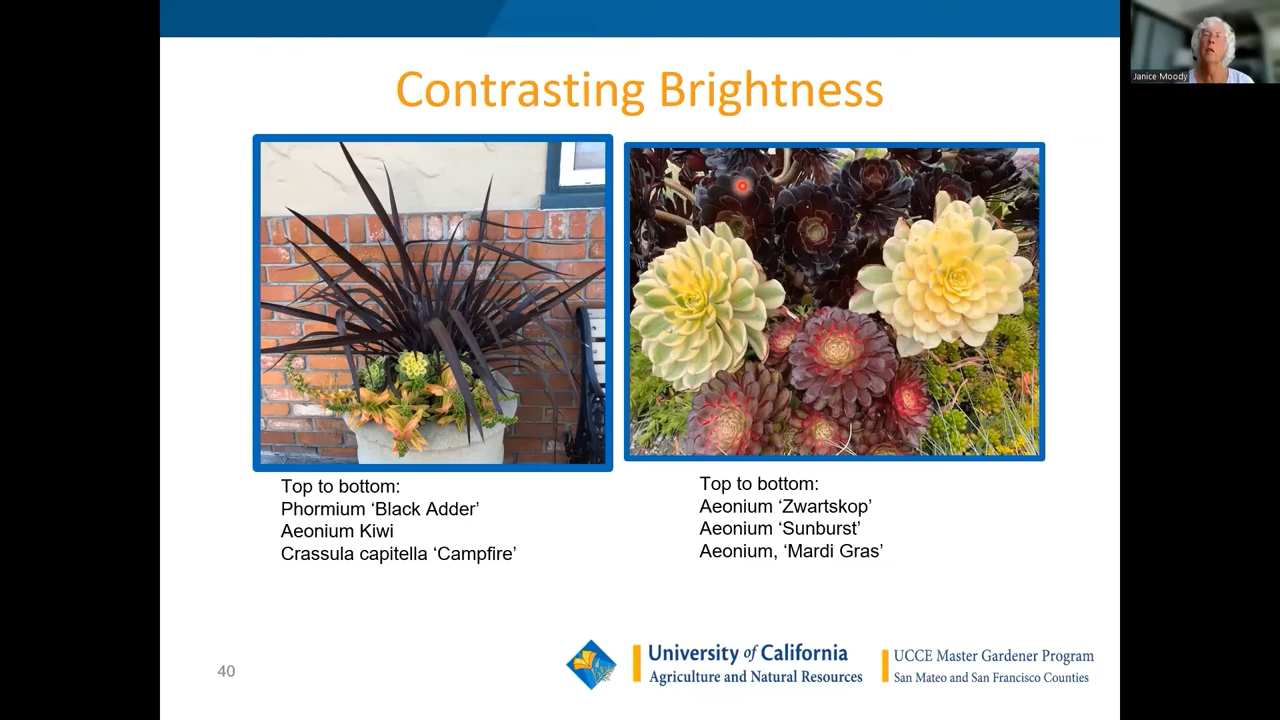 Contrasting Brightness
Janice Moody
Top to bottom:
Phormium ‘Black Adder’
Aeonium Kiwi
Crassula capitella ‘Campfire’
Top to bottom:
Aeonium ‘Zwartskop’
Aeonium ‘Sunburst’
Aeonium, ‘Mardi Gras’
40
University of California
Agriculture and Natural Resources
UCCE Master Gardener Program
San Mateo and San Francisco Counties